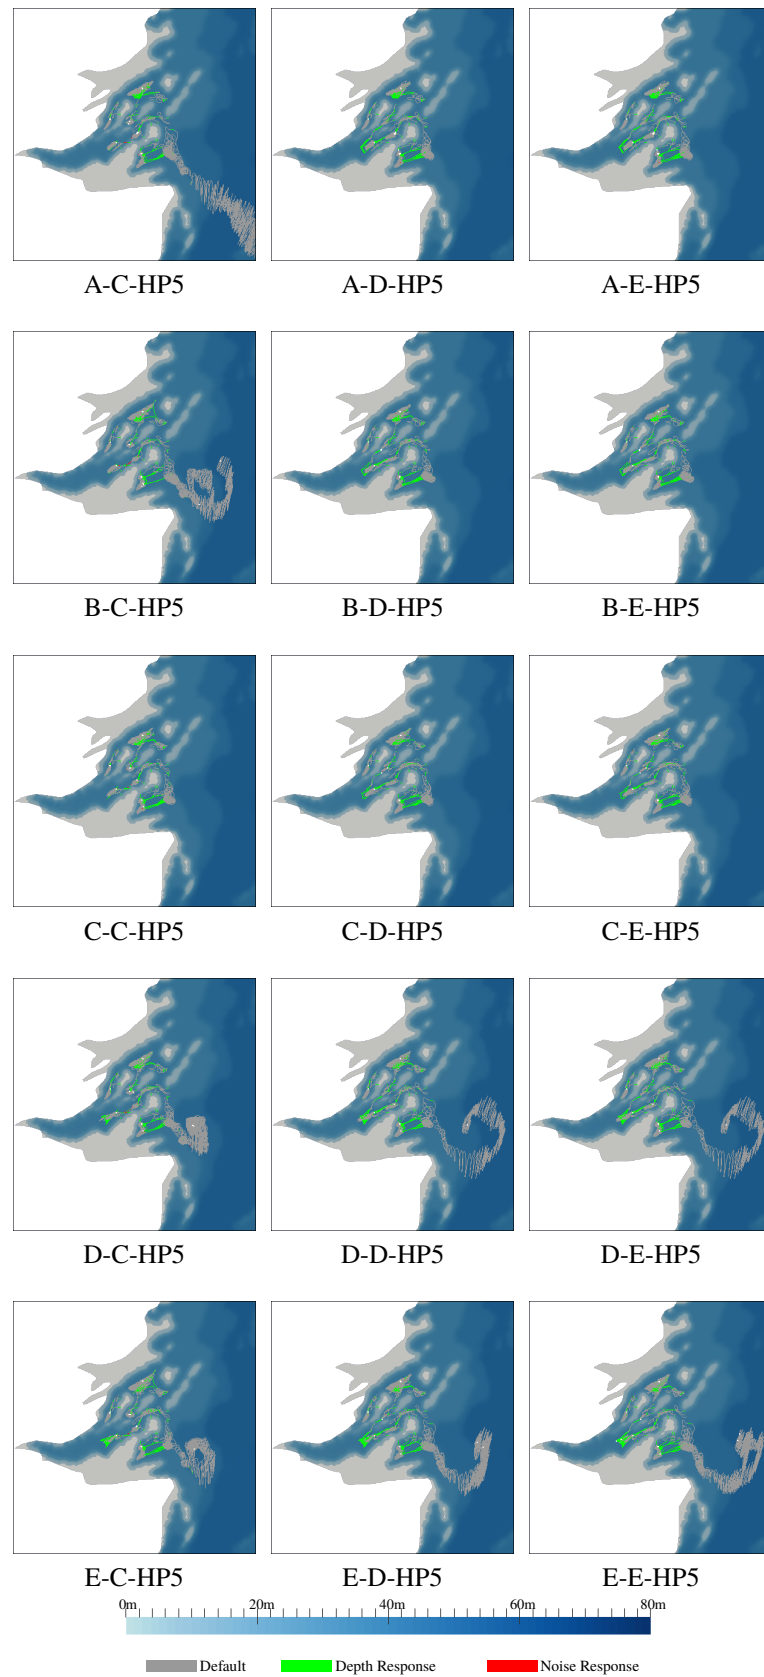 A-C-HP5 A-D-HP5 A-E-HP5
B-C-HP5 B-D-HP5 B-E-HP5
C-C-HP5 C-D-HP5 C-E-HP5
D-C-HP5 D-D-HP5 D-E-HP5
E-C-HP5 E-D-HP5 E-E-HP5
0m 20m 40m 60m 80m
Default Depth Response Noise Response